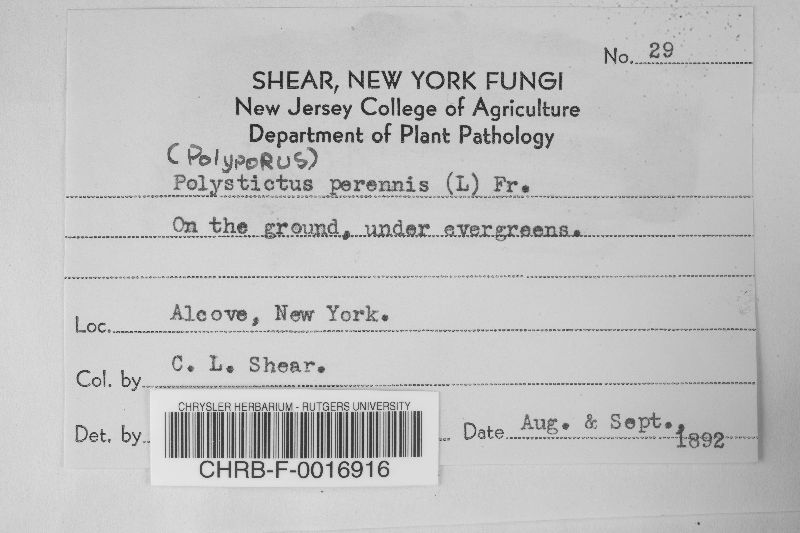 No. 29
SHEAR, NEW YORK FUNGI
New Jersey College of Agriculture
Department of Plant Pathology
(PolypoRUS)
Polystictus perennis (L) Fr.
On the ground, under evergreens.
Loc. Alcove, New York.
Col. by C. L. Shear.
Det. by
Date Aug. & Sept., 1892
CHRYSLER HERBARIUM - RUTGERS UNIVERSITY
CHRB-F-0016916